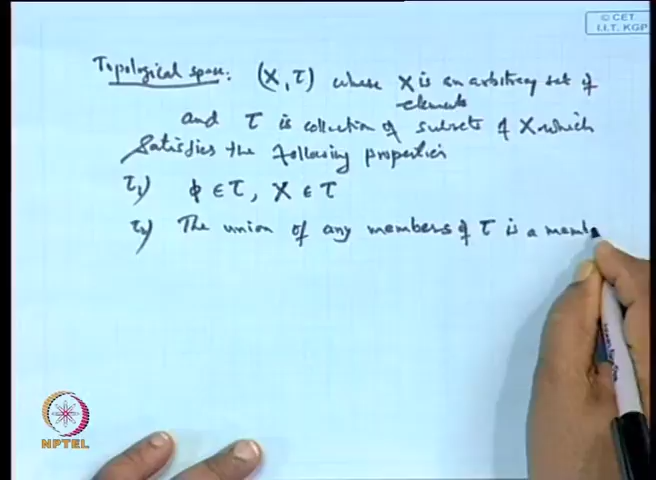 © CET
I.I.T. KGP
Topological space: (X, τ) where X is an arbitrary set of
elements
and τ is collection of subsets of X which
satisfies the following properties
τ₁) φ ∈ τ, X ∈ τ
τ₂) The union of any members of τ is a memb
NPTEL